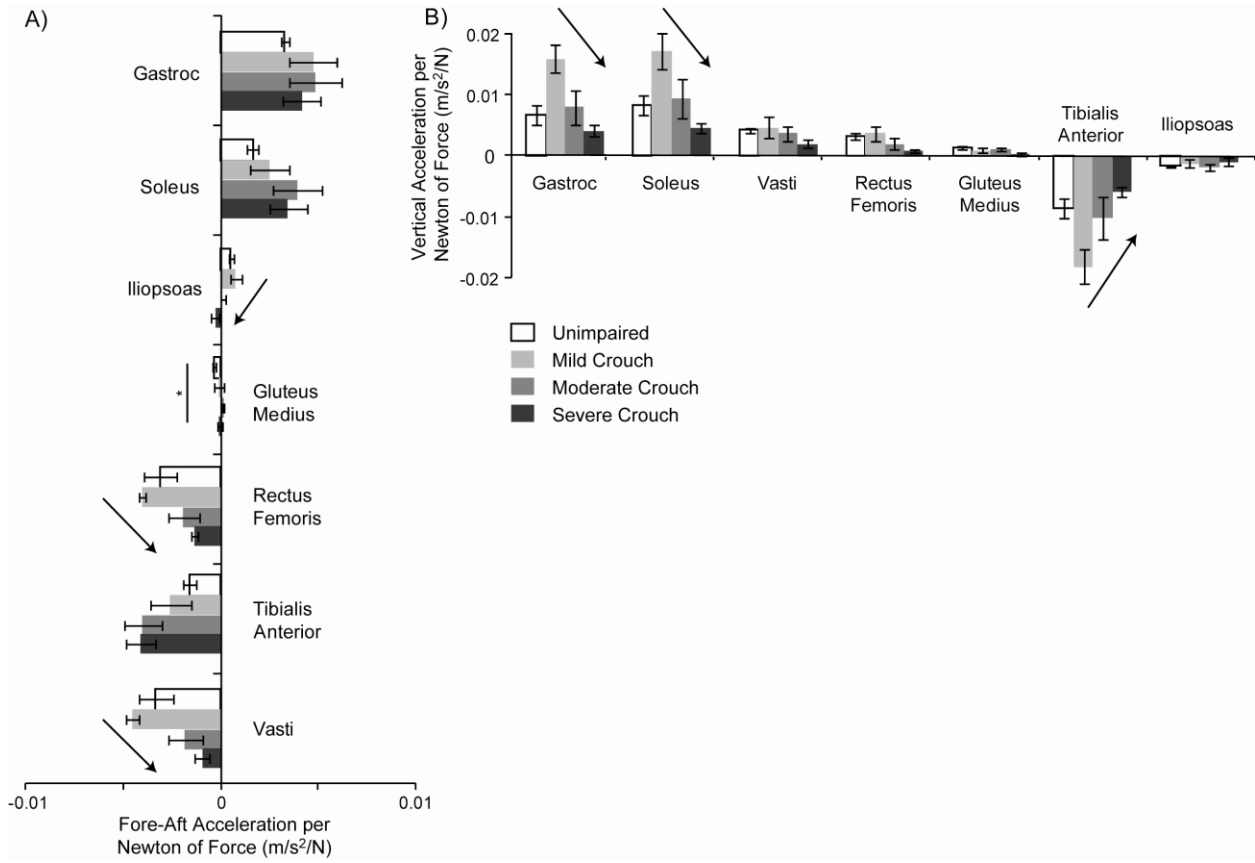 A)
Gastroc
Soleus
Iliopsoas
*
Gluteus
Medius
Rectus
Femoris
Tibialis
Anterior
Vasti
-0.01
0
0.01
Fore-Aft Acceleration per
Newton of Force (m/s²/N)
B)
Vertical Acceleration per
Newton of Force (m/s²/N)
0.02
0.01
0
-0.01
-0.02
Gastroc
Soleus
Vasti
Rectus
Femoris
Gluteus
Medius
Tibialis
Anterior
Iliopsoas
Unimpaired
Mild Crouch
Moderate Crouch
Severe Crouch